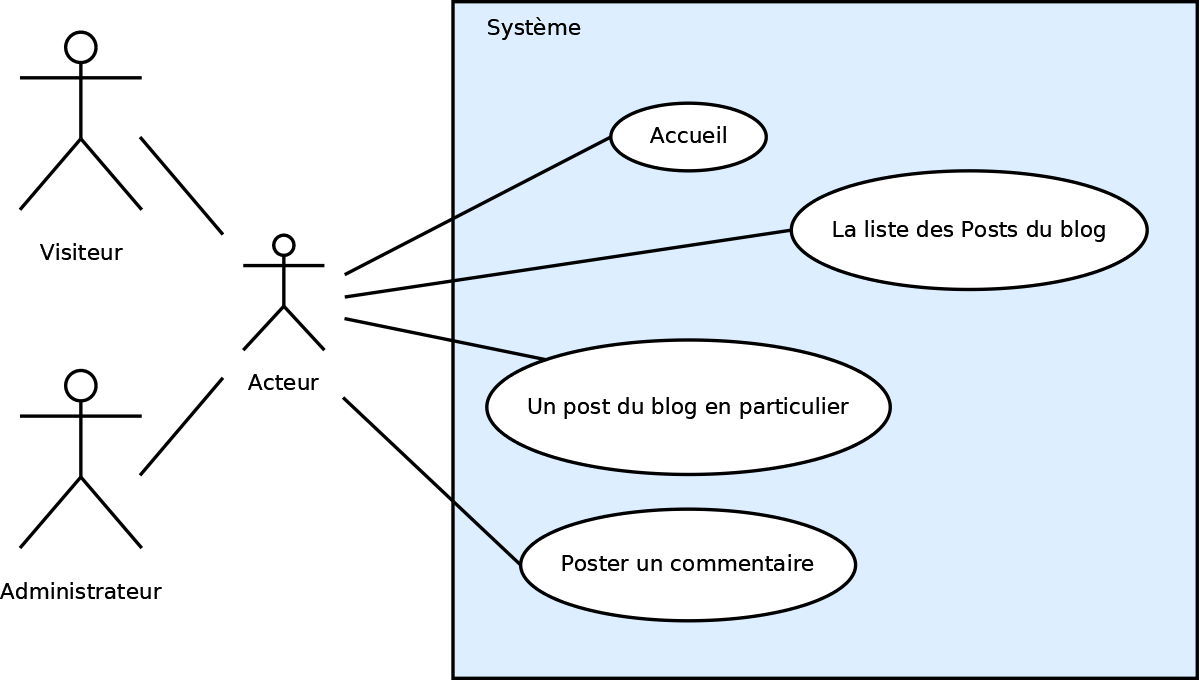 Système
Accueil
La liste des Posts du blog
Visiteur
Acteur
Un post du blog en particulier
Poster un commentaire
Administrateur